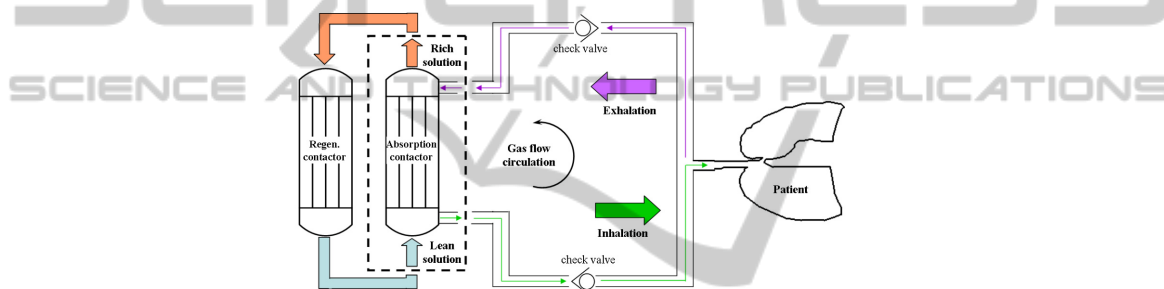 SCIENCE AND TECHNOLOGY PUBLICATIONS
check valve
Rich
solution
Exhalation
Regen.
contactor
Absorption
contactor
Gas flow
circulation
Patient
Inhalation
Lean
solution
check valve